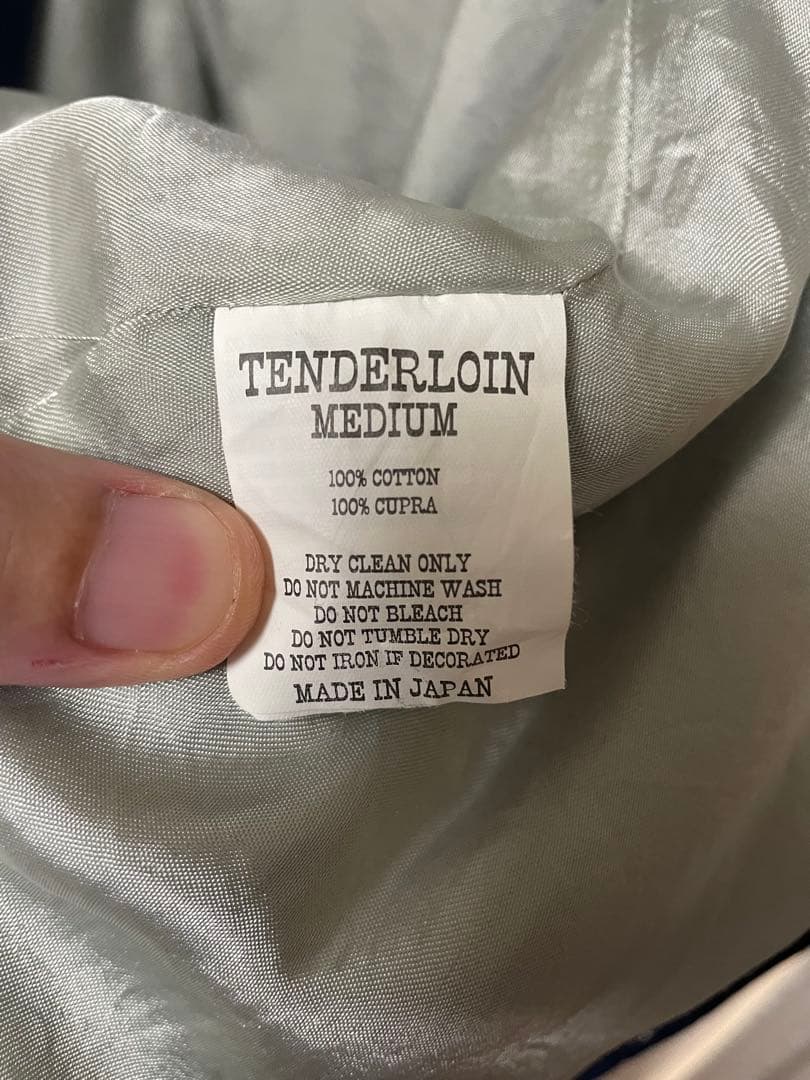 TENDERLOIN
MEDIUM
100% COTTON
100% CUPRA
DRY CLEAN ONLY
DO NOT MACHINE WASH
DO NOT BLEACH
DO NOT TUMBLE DRY
DO NOT IRON IF DECORATED
MADE IN JAPAN